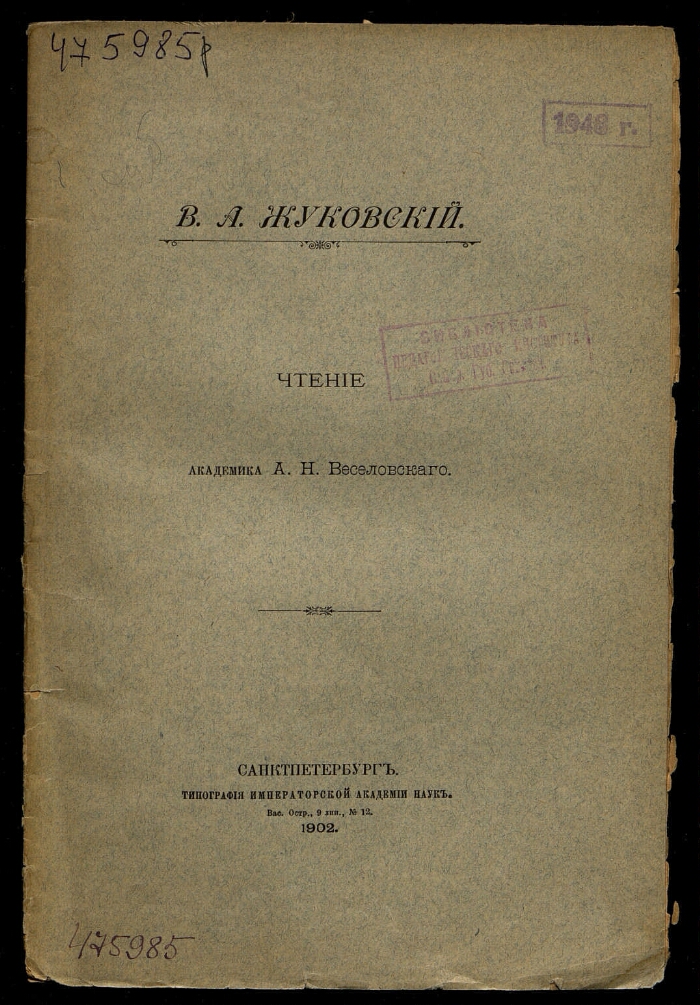 475985р
1948 г.
В. А. ЖУКОВСКІЙ.
БИБЛІОТЕКА
ЧТЕНІЕ
АКАДЕМИКА А. Н. Веселовскаго.
САНКТПЕТЕРБУРГЪ.
ТИПОГРАФІЯ ИМПЕРАТОРСКОЙ АКАДЕМІИ НАУКЪ.
Вас. Остр., 9 лин., № 12.
1902.
475985